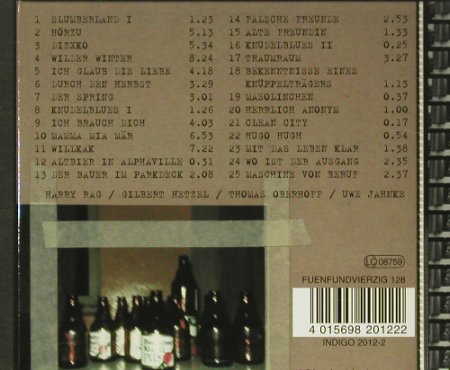 1 SLUMBERLAND I 1.23
2 HÖRZU 5.13
3 DIZXKO 5.34
4 WILDER WINTER 8.24
5 ICH GLAUB DIE LIEBE 4.18
6 DURCH DEN HERBST 3.29
7 DER SPRING 3.01
8 KNUDELBLUES I 1.26
9 ICH BRAUCH DICH 4.03
10 MAMMA MIA MÄR 6.53
11 WILLKAK 7.22
12 ALTBIER IN ALPHAVILLE 0.31
13 DER BAUER IM PARKDECK 2.08
14 FALSCHE FREUNDE 2.53
15 ALTE FREUNDIN 1.33
16 KNUDELBLUES II 0.25
17 TRAUMRAUM 3.27
18 BEKENNTNISSE EINES
KNÜPPELTRÄGERS 1.13
19 MASOLINCHEN 0.37
20 HERRLICH ANONYM 1.00
21 CLEAN CITY 0.37
22 HUGO HUGH 0.54
23 MIT DAS LEBEN KLAR 1.38
24 WO IST DER AUSGANG 2.35
25 MASCHINE VON BERUF 2.37
HARRY RAG / GILBERT HETZEL / THOMAS OBERHOFF / UWE JAHNKE
LC 08759
FUENFUNDVIERZIG 128
4 015698 201222
INDIGO 2012-2